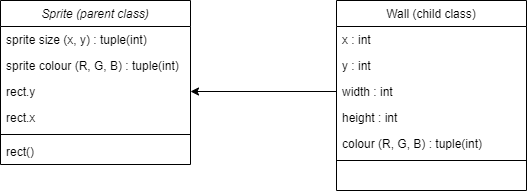 Sprite (parent class)
sprite size (x, y) : tuple(int)
sprite colour (R, G, B) : tuple(int)
rect.y
rect.x
rect()
Wall (child class)
x : int
y : int
width : int
height : int
colour (R, G, B) : tuple(int)